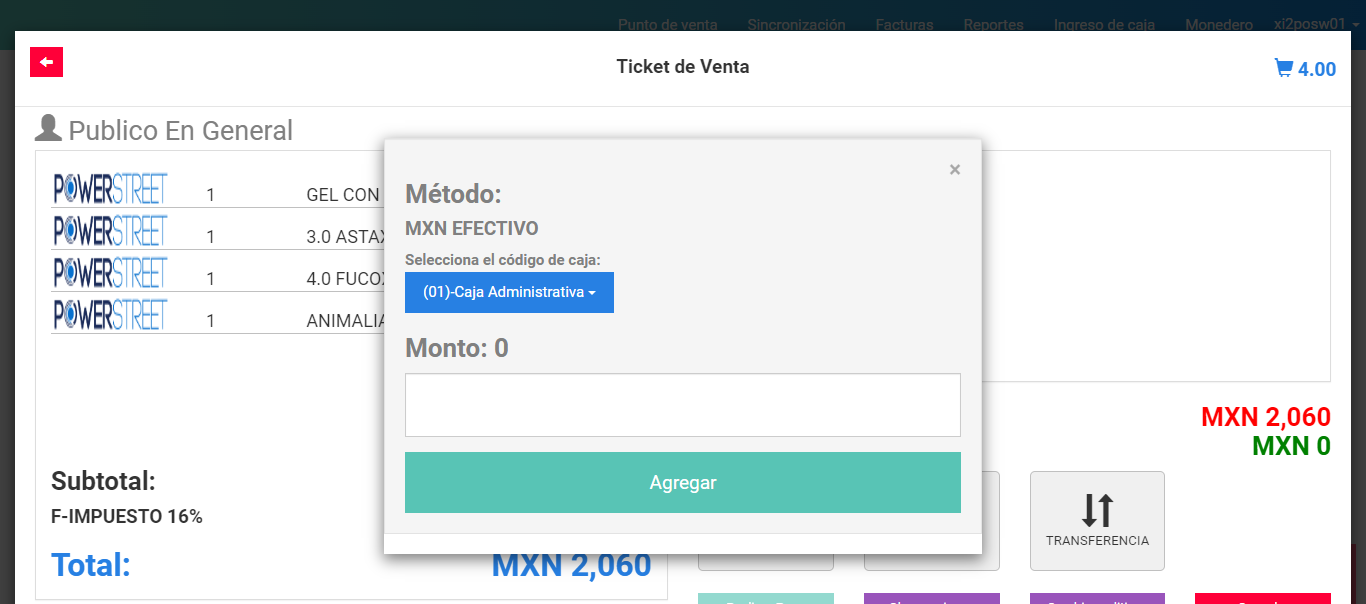 Punto de venta Sincronización Facturas Reportes Ingreso de caja Monedero xi2posw01
Ticket de Venta
4.00
Publico En General
POWERSTREET 1 GEL CON
POWERSTREET 1 3.0 ASTAX
POWERSTREET 1 4.0 FUCOX
POWERSTREET 1 ANIMALIA
×
Método:
MXN EFECTIVO
Selecciona el código de caja:
(01)-Caja Administrativa
Monto: 0
Agregar
MXN 2,060
MXN 0
Subtotal:
F-IMPUESTO 16%
Total: MXN 2,060
TRANSFERENCIA